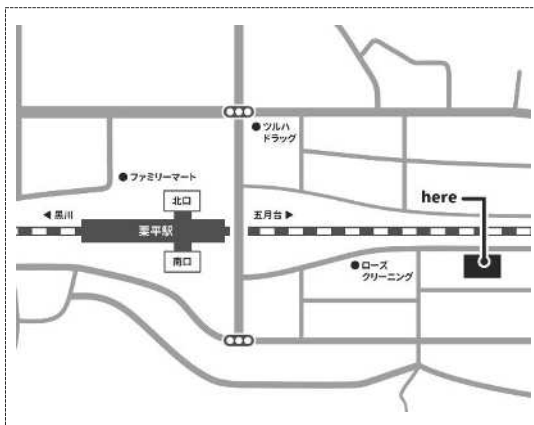 ツルハ
ドラッグ
ファミリーマート
北口
here
黒川
五月台
栗平駅
南口
ローズ
クリーニング